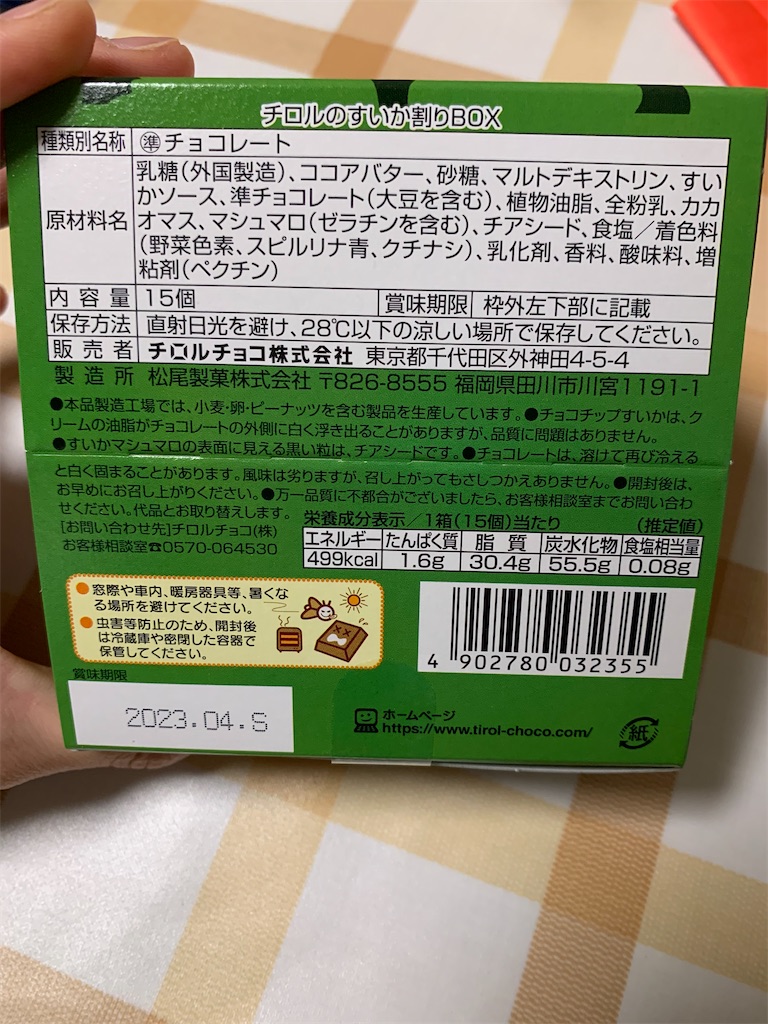 チロルのすいか割りBOX
種類別名称 ㊜チョコレート
原材料名
乳糖(外国製造)、ココアバター、砂糖、マルトデキストリン、すい
かソース、準チョコレート(大豆を含む)、植物油脂、全粉乳、カカ
オマス、マシュマロ(ゼラチンを含む)、チアシード、食塩/着色料
(野菜色素、スピルリナ青、クチナシ)、乳化剤、香料、酸味料、増
粘剤(ペクチン)
内容量 15個 賞味期限 枠外左下部に記載
保存方法 直射日光を避け、28℃以下の涼しい場所で保存してください。
販売者 チロルチョコ株式会社 東京都千代田区外神田4-5-4
製造所 松尾製菓株式会社 〒826-8555 福岡県田川市川宮1191-1
●本品製造工場では、小麦・卵・ピーナッツを含む製品を生産しています。●チョコチップすいかは、ク
リームの油脂がチョコレートの外側に白く浮き出ることがありますが、品質に問題はありません。
●すいかマシュマロの表面に見える黒い粒は、チアシードです。●チョコレートは、溶けて再び冷える
と白く固まることがあります。風味は劣りますが、召し上がってもさしつかえありません。●開封後は、
お早めにお召し上がりください。●万一品質に不都合がございましたら、お客様相談室までお問い合わ
せください。代品とお取り替えします。
[お問い合わせ先]チロルチョコ(株)
お客様相談室☎0570-064530
栄養成分表示/1箱(15個)当たり (推定値)
エネルギー たんぱく質 脂質 炭水化物 食塩相当量
499kcal 1.6g 30.4g 55.5g 0.08g
●窓際や車内、暖房器具等、暑くな
る場所を避けてください。
●虫害等防止のため、開封後
は冷蔵庫や密閉した容器で
保管してください。
4 902780 032355
賞味期限
2023.04.S
ホームページ
https://www.tirol-choco.com/
紙